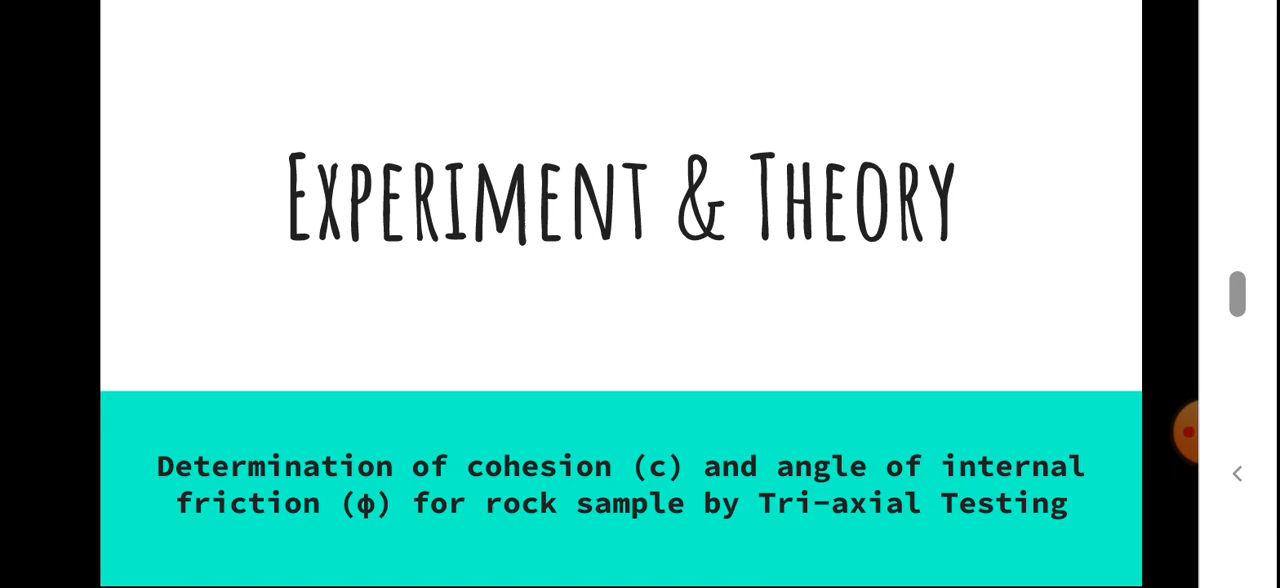 Experiment & Theory
Determination of cohesion (c) and angle of internal
friction (ϕ) for rock sample by Tri-axial Testing